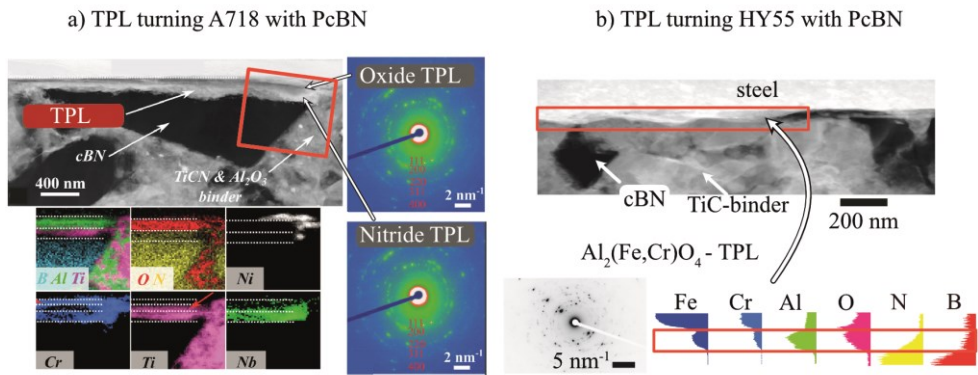 a) TPL turning A718 with PcBN
TPL
cBN
TiCN & Al₂O₃
binder
400 nm
Oxide TPL
400
2 nm⁻¹
Nitride TPL
400
2 nm⁻¹
B Al Ti
O N
Ni
Cr
Ti
Nb
b) TPL turning HY55 with PcBN
steel
cBN
TiC-binder
200 nm
Al₂(Fe,Cr)O₄ - TPL
5 nm⁻¹
Fe Cr Al O N B